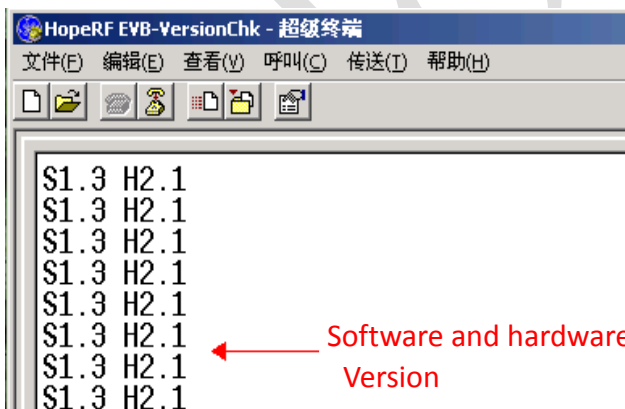 HopeRF EVB-VersionChk - 超级终端
文件(F) 编辑(E) 查看(V) 呼叫(C) 传送(T) 帮助(H)
S1.3 H2.1
S1.3 H2.1
S1.3 H2.1
S1.3 H2.1
S1.3 H2.1
S1.3 H2.1
S1.3 H2.1
S1.3 H2.1
Software and hardware
Version